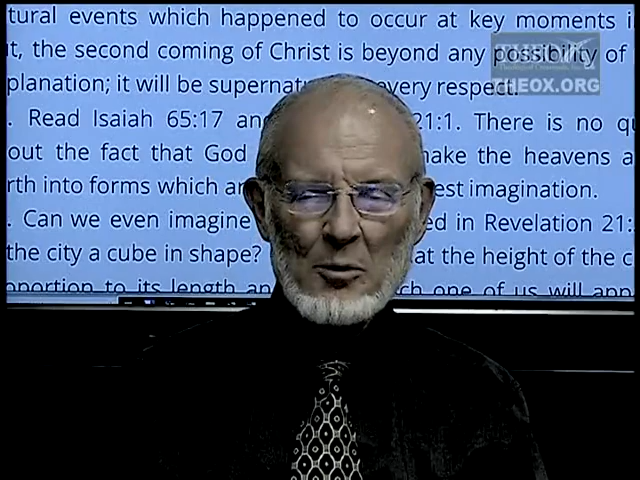 tural events which happened to occur at key moments i
t, the second coming of Christ is beyond any possibility of
planation; it will be supernatu every respect.
THEOX.ORG
. Read Isaiah 65:17 an 21:1. There is no qu
out the fact that God make the heavens a
rth into forms which ar est imagination.
. Can we even imagine ed in Revelation 21:
the city a cube in shape? at the height of the c
oportion to its length an ch one of us will app